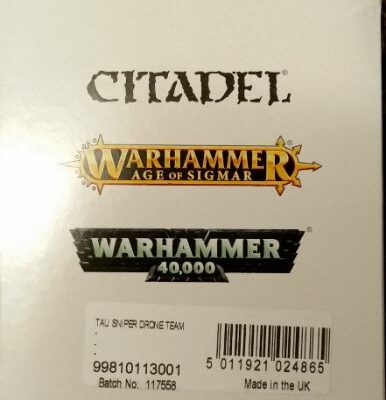 CITADEL®
WARHAMMER®
AGE OF SIGMAR
WARHAMMER®
40,000
TAU SNIPER DRONE TEAM
.
.
.
99810113001
Batch No: 117558
5 011921 024865
Made in the UK